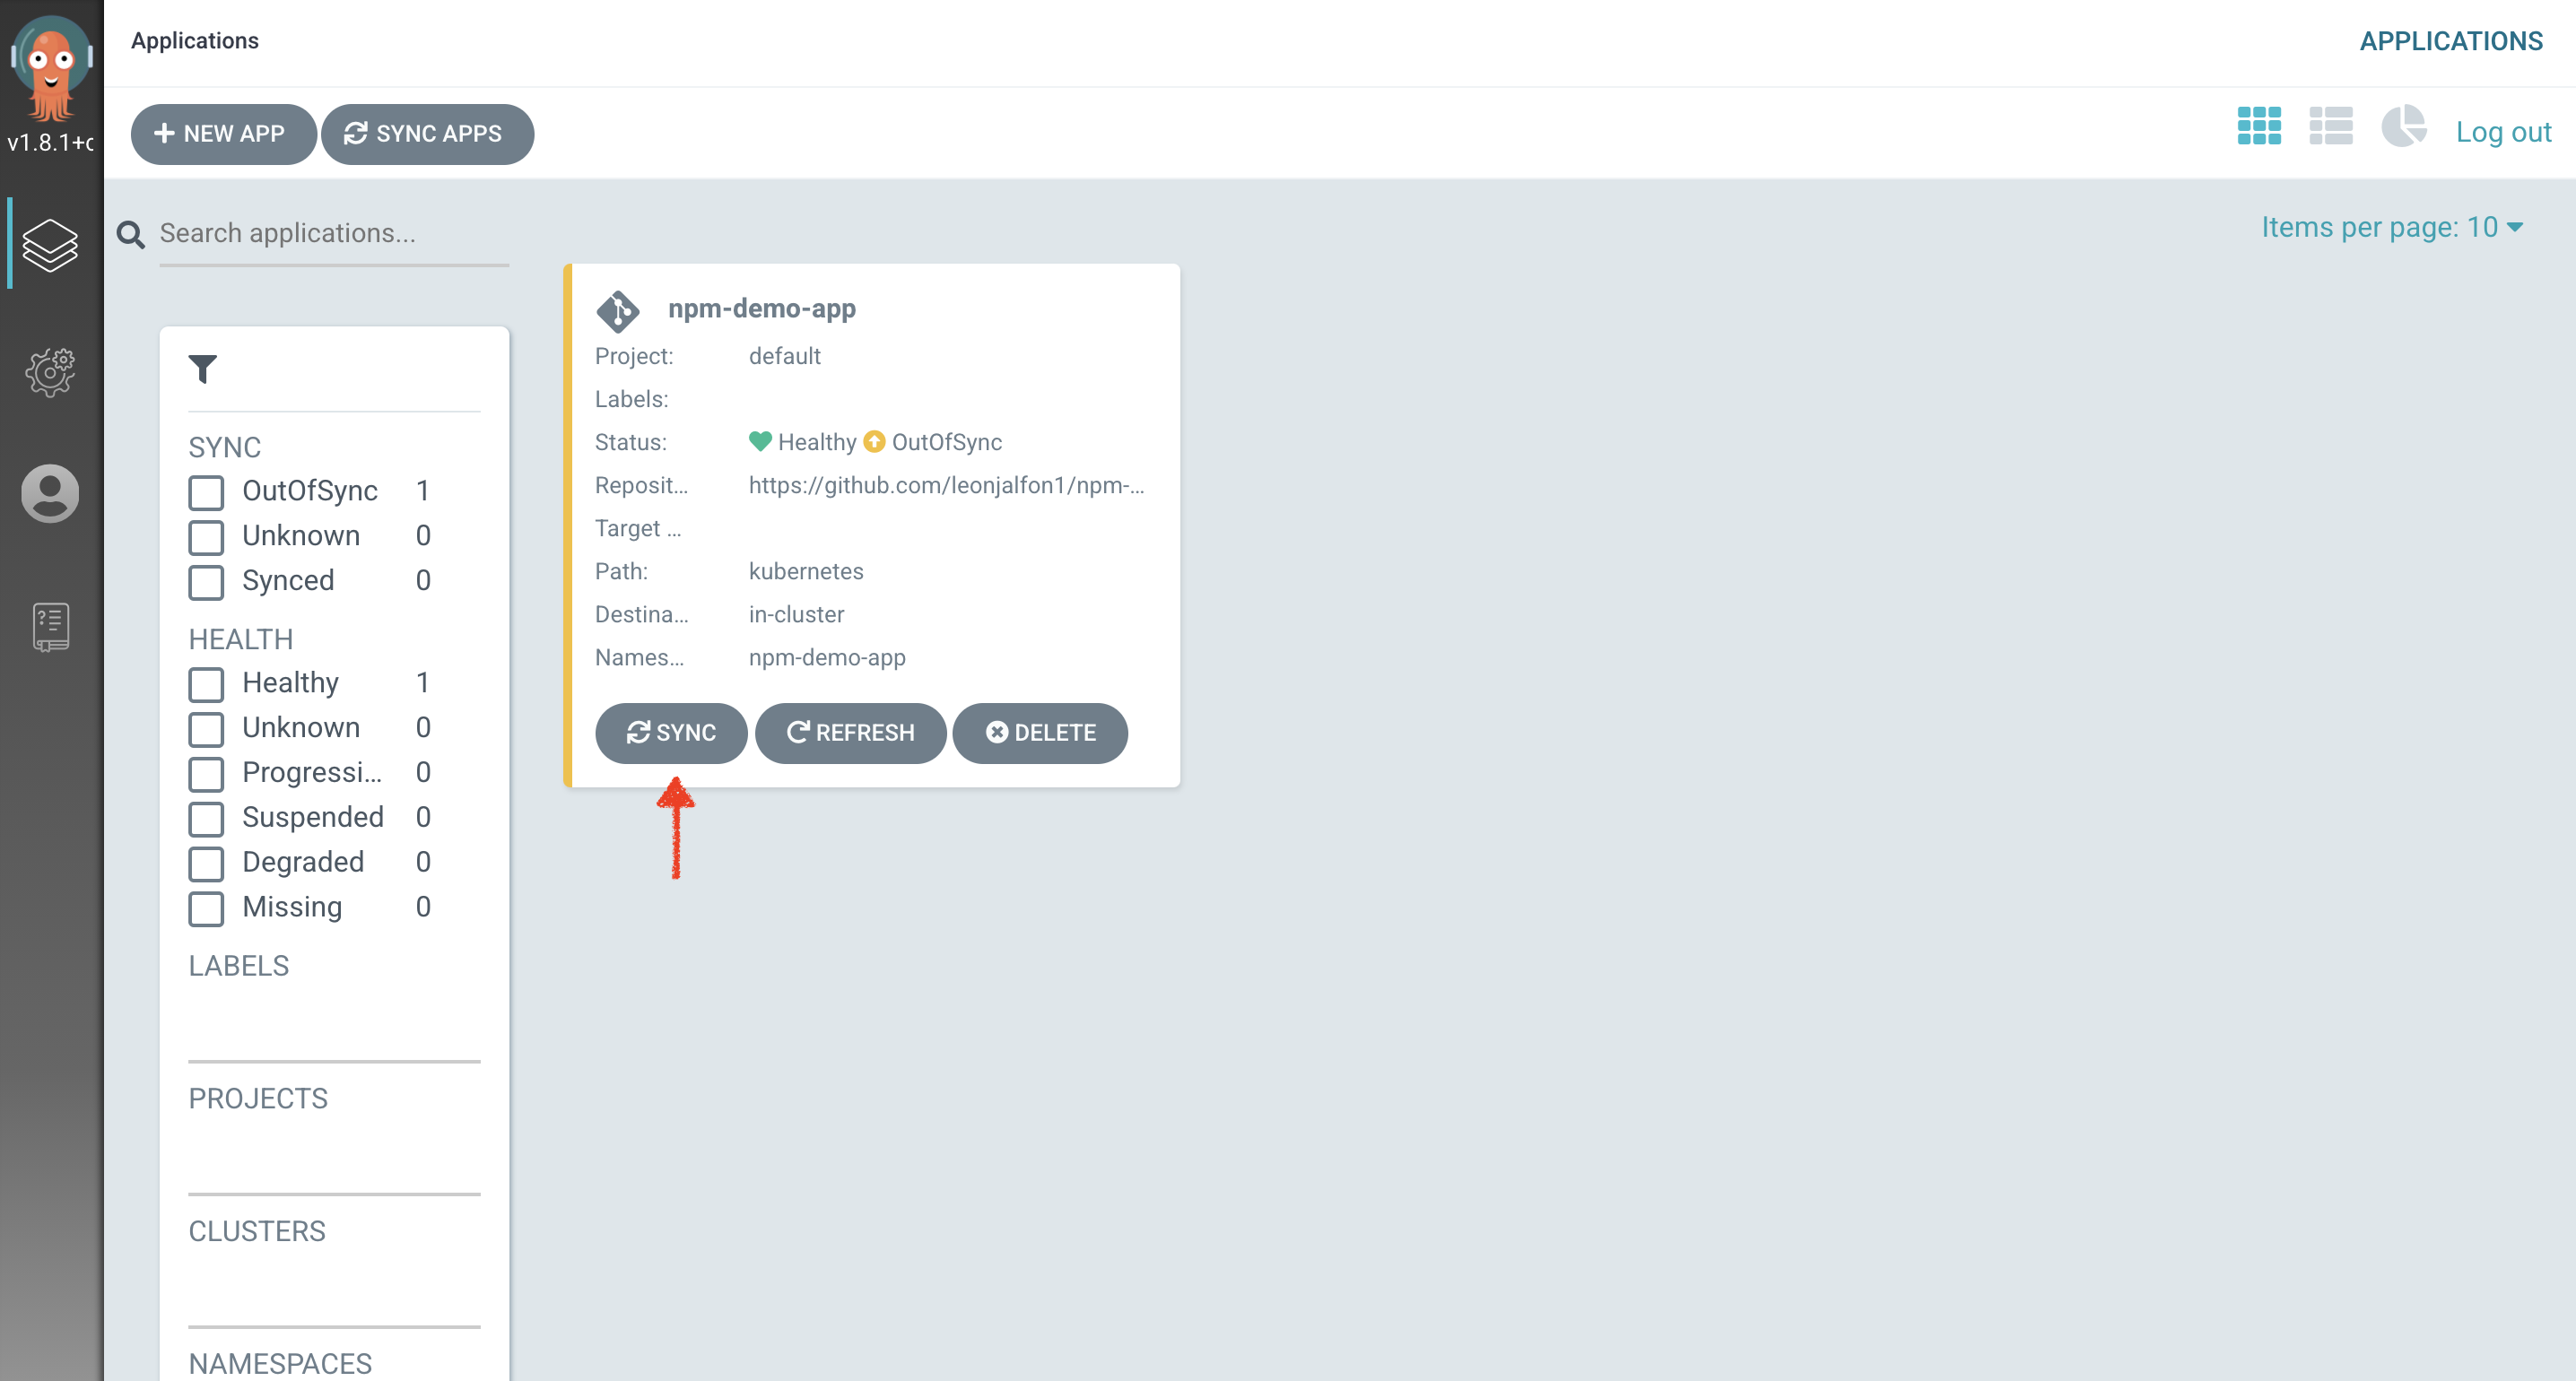 Applications
APPLICATIONS
v1.8.1+c
NEW APP
SYNC APPS
Log out
Search applications...
Items per page: 10
SYNC
OutOfSync 1
Unknown 0
Synced 0
HEALTH
Healthy 1
Unknown 0
Progressi... 0
Suspended 0
Degraded 0
Missing 0
LABELS
PROJECTS
CLUSTERS
NAMESPACES
npm-demo-app
Project: default
Labels:
Status: Healthy OutOfSync
Reposit... https://github.com/leonjalfon1/npm-...
Target ...
Path: kubernetes
Destina... in-cluster
Names... npm-demo-app
SYNC
REFRESH
DELETE